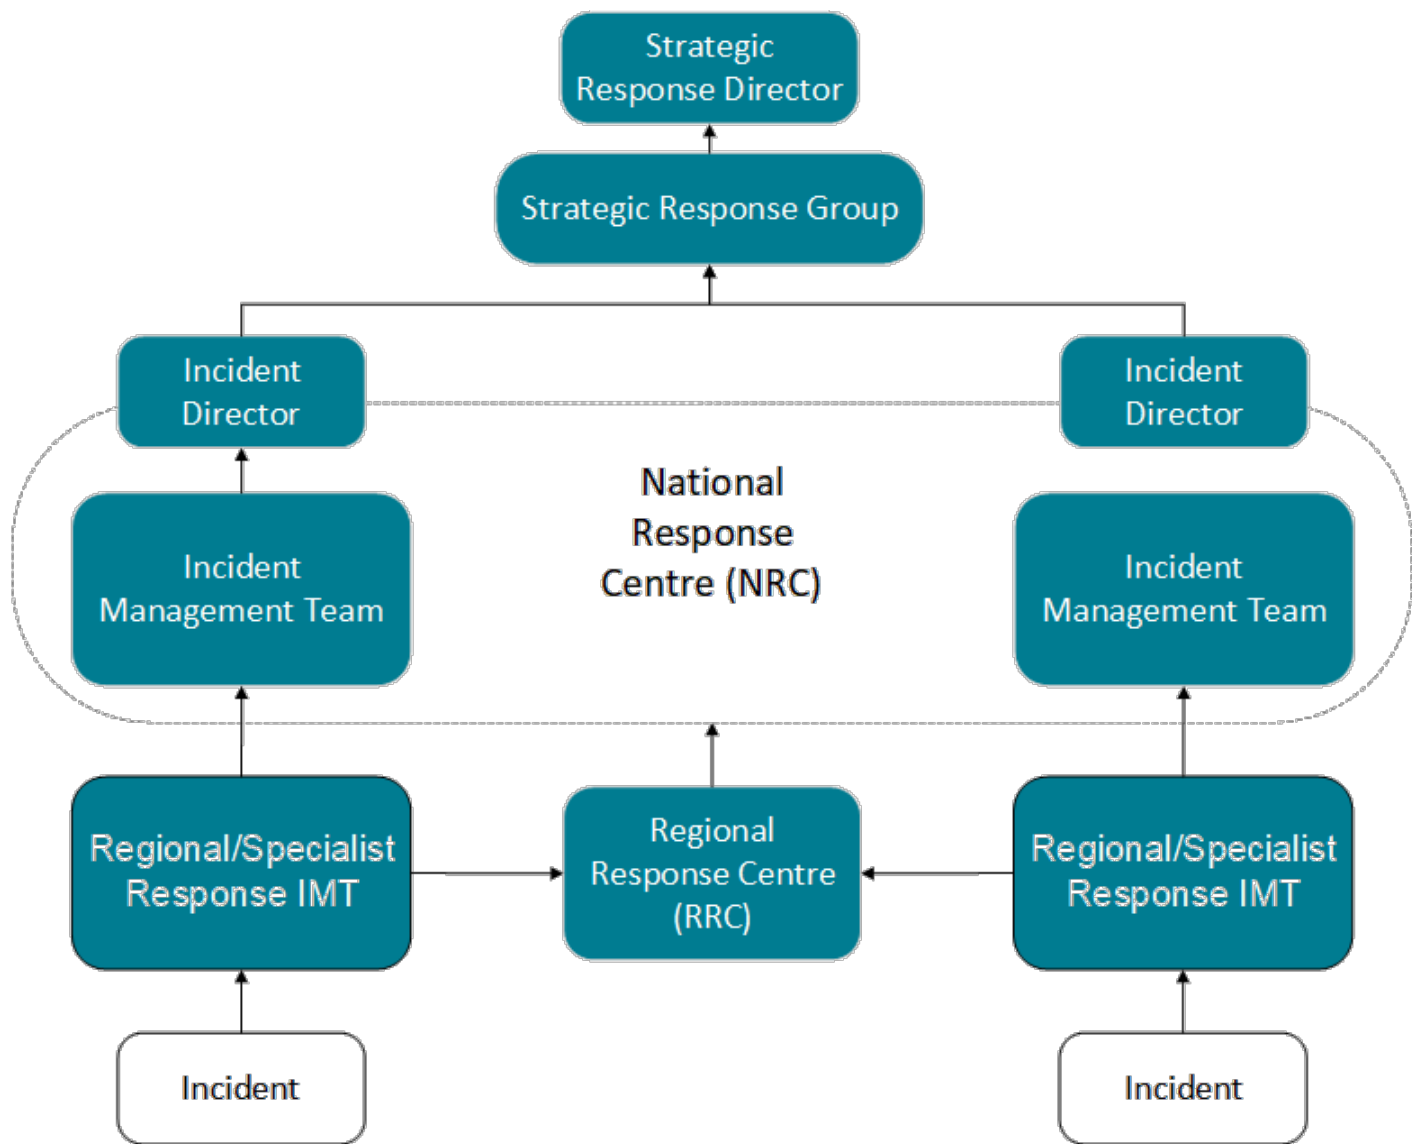 Strategic
Response Director
Strategic Response Group
Incident
Director
Incident
Director
National
Response
Centre (NRC)
Incident
Management Team
Incident
Management Team
Regional/Specialist
Response IMT
Regional
Response Centre
(RRC)
Regional/Specialist
Response IMT
Incident
Incident